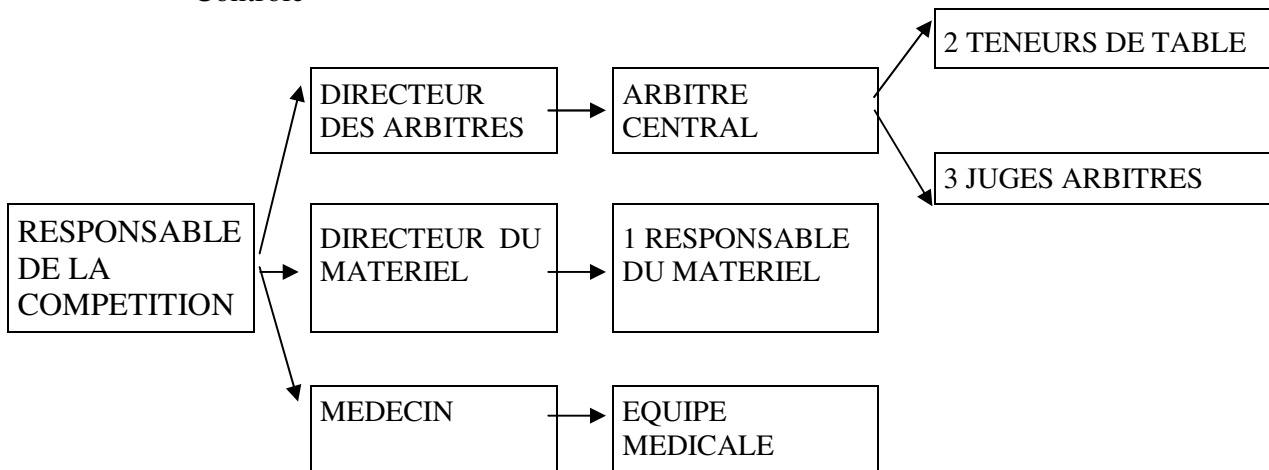 Contrôle
2 TENEURS DE TABLE
DIRECTEUR
DES ARBITRES
ARBITRE
CENTRAL
3 JUGES ARBITRES
RESPONSABLE
DE LA
COMPETITION
DIRECTEUR DU
MATERIEL
1 RESPONSABLE
DU MATERIEL
MEDECIN
EQUIPE
MEDICALE